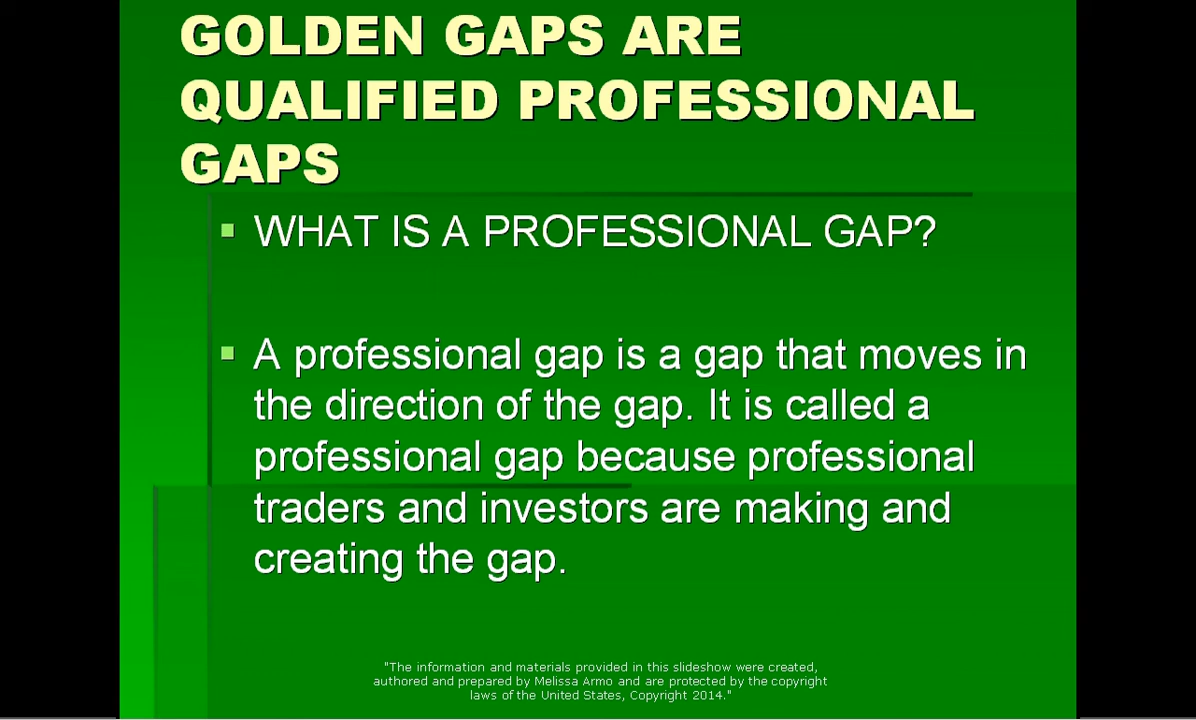 GOLDEN GAPS ARE
QUALIFIED PROFESSIONAL
GAPS
WHAT IS A PROFESSIONAL GAP?
A professional gap is a gap that moves in
the direction of the gap. It is called a
professional gap because professional
traders and investors are making and
creating the gap.
"The information and materials provided in this slideshow were created,
authored and prepared by Melissa Armo and are protected by the copyright
laws of the United States, Copyright 2014."